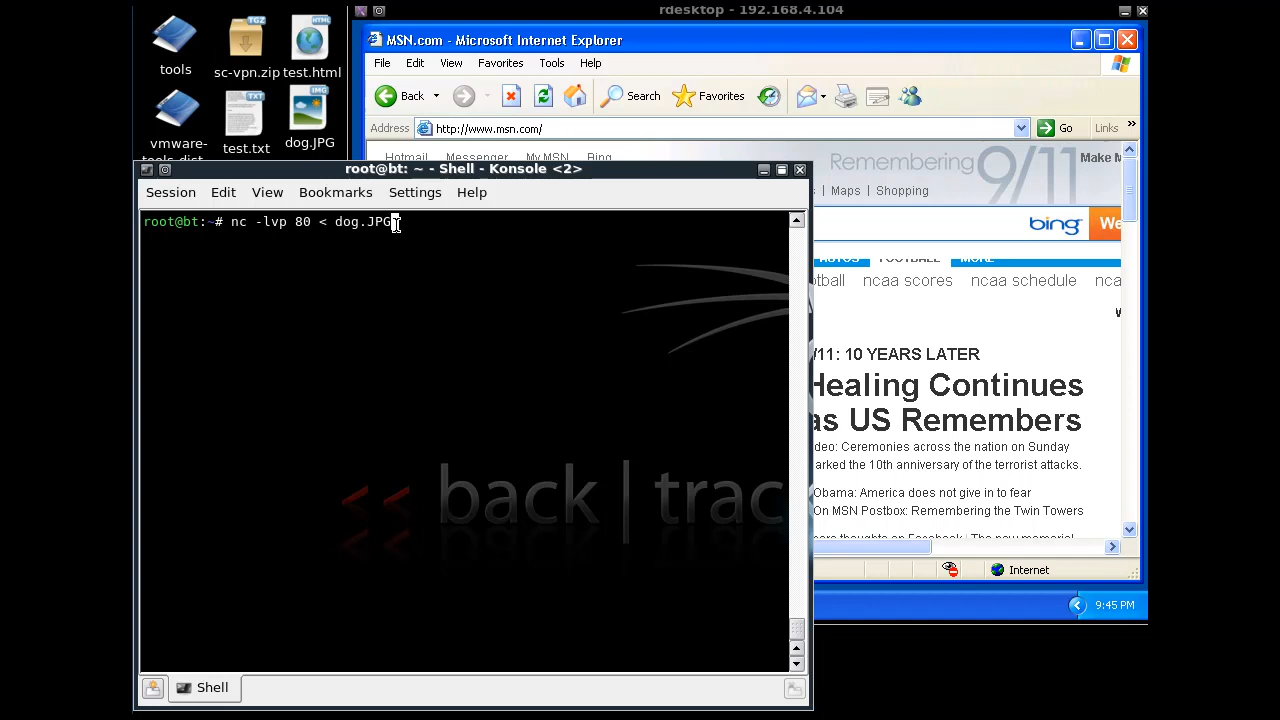 tools
sc-vpn.zip
test.html
vmware-
test.txt
dog.JPG
rdesktop - 192.168.4.104
MSN.com - Microsoft Internet Explorer
File Edit View Favorites Tools Help
Back Search Favorites
Address http://www.msn.com/ Go Links »
Hotmail Messenger My MSN Bing
Remembering 9/11 Make M
| Maps | Shopping
bing We
AUTOS FOOTBALL MORE
otball ncaa scores ncaa schedule nca
/11: 10 YEARS LATER
Healing Continues
as US Remembers
deo: Ceremonies across the nation on Sunday
arked the 10th anniversary of the terrorist attacks.
Obama: America does not give in to fear
On MSN Postbox: Remembering the Twin Towers
Internet
9:45 PM
root@bt: ~ - Shell - Konsole <2>
Session Edit View Bookmarks Settings Help
root@bt:~# nc -lvp 80 < dog.JPG
<< back | trac
Shell